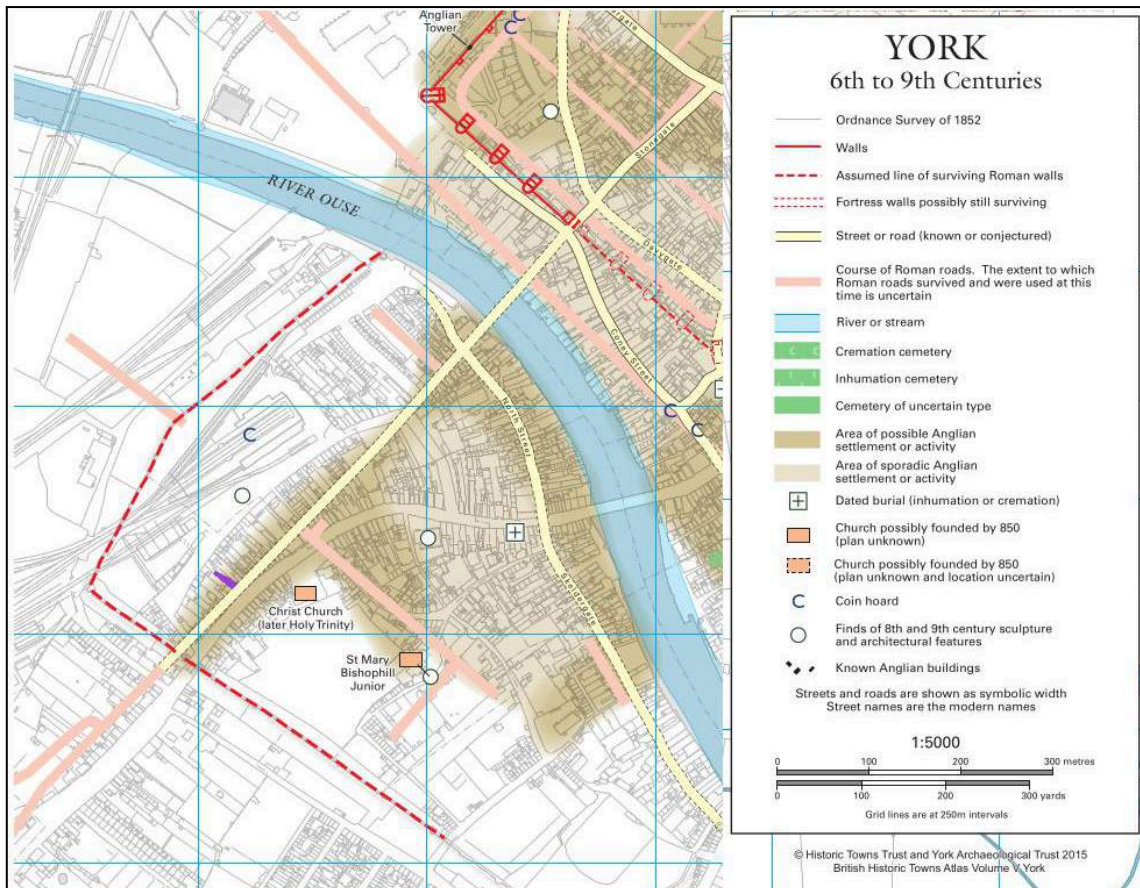 Anglian
Tower
RIVER OUSE
Stonegate
Davygate
Coney Street
North Street
Skeldergate
Christ Church
(later Holy Trinity)
St Mary
Bishophill
Junior
YORK
6th to 9th Centuries
Ordnance Survey of 1852
Walls
Assumed line of surviving Roman walls
Fortress walls possibly still surviving
Street or road (known or conjectured)
Course of Roman roads. The extent to which
Roman roads survived and were used at this
time is uncertain
River or stream
Cremation cemetery
Inhumation cemetery
Cemetery of uncertain type
Area of possible Anglian
settlement or activity
Area of sporadic Anglian
settlement or activity
Dated burial (inhumation or cremation)
Church possibly founded by 850
(plan unknown)
Church possibly founded by 850
(plan unknown and location uncertain)
Coin hoard
Finds of 8th and 9th century sculpture
and architectural features
Known Anglian buildings
Streets and roads are shown as symbolic width
Street names are the modern names
1:5000
0 100 200 300 metres
0 100 200 300 yards
Grid lines are at 250m intervals
© Historic Towns Trust and York Archaeological Trust 2015
British Historic Towns Atlas Volume V York